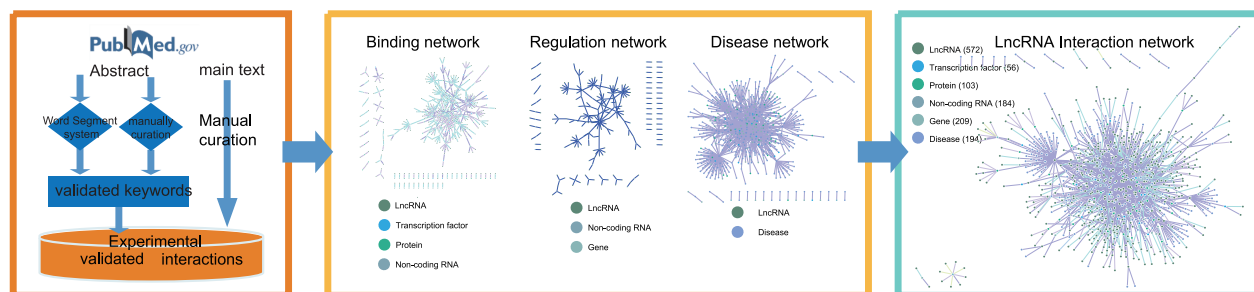 PubMed.gov
Abstract
main text
Word Segment
system
manually
curation
Manual
curation
validated keywords
Experimental
validated interactions
Binding network
LncRNA
Transcription factor
Protein
Non-coding RNA
Regulation network
LncRNA
Non-coding RNA
Gene
Disease network
LncRNA
Disease
LncRNA Interaction network
LncRNA (572)
Transcription factor (56)
Protein (103)
Non-coding RNA (184)
Gene (209)
Disease (194)